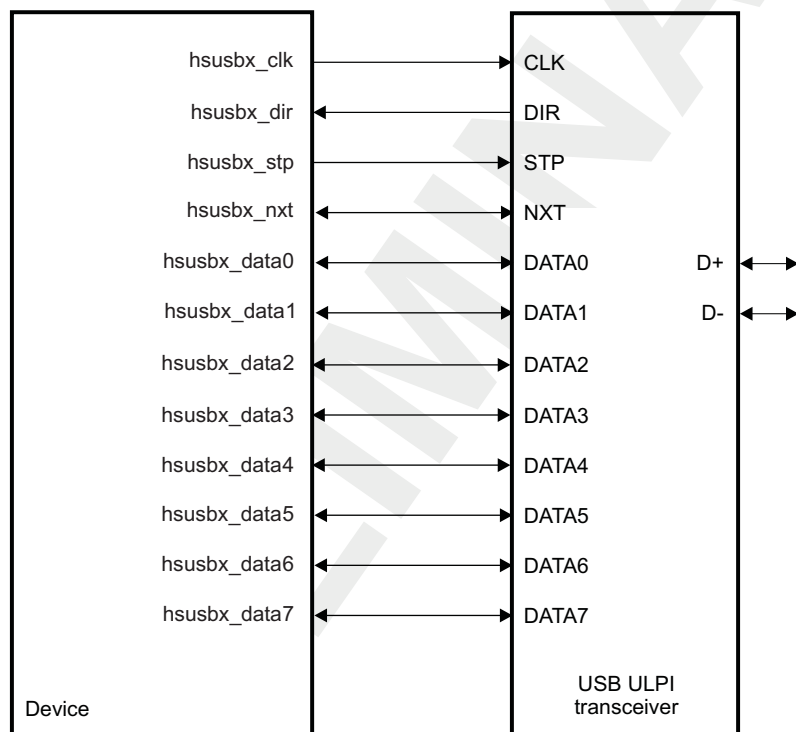 hsusbx_clk CLK
hsusbx_dir DIR
hsusbx_stp STP
hsusbx_nxt NXT
hsusbx_data0 DATA0 D+
hsusbx_data1 DATA1 D-
hsusbx_data2 DATA2
hsusbx_data3 DATA3
hsusbx_data4 DATA4
hsusbx_data5 DATA5
hsusbx_data6 DATA6
hsusbx_data7 DATA7
Device
USB ULPI
transceiver